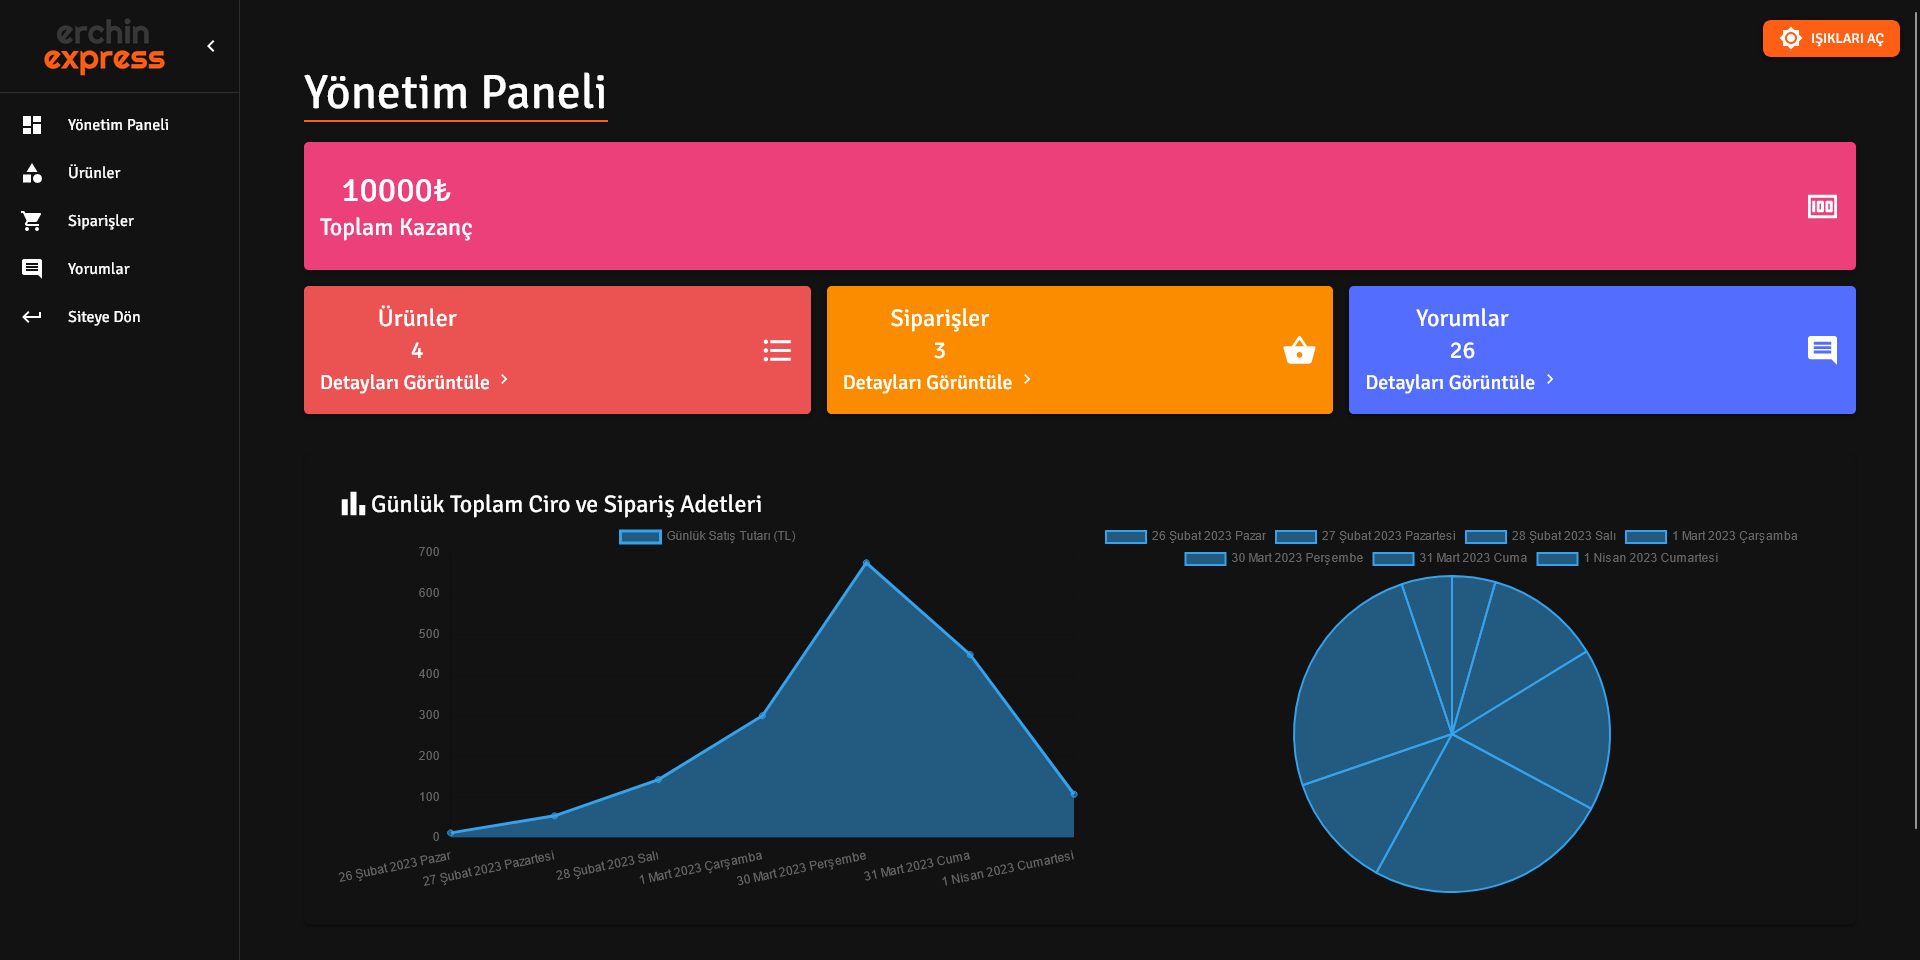 erchin
express
IŞIKLARI AÇ
Yönetim Paneli
Ürünler
Siparişler
Yorumlar
Siteye Dön
Yönetim Paneli
10000₺
Toplam Kazanç
100
Ürünler
4
Detayları Görüntüle
Siparişler
3
Detayları Görüntüle
Yorumlar
26
Detayları Görüntüle
Günlük Toplam Ciro ve Sipariş Adetleri
Günlük Satış Tutarı (TL)
700
600
500
400
300
200
100
0
26 Şubat 2023 Pazar
27 Şubat 2023 Pazartesi
28 Şubat 2023 Salı
1 Mart 2023 Çarşamba
30 Mart 2023 Perşembe
31 Mart 2023 Cuma
1 Nisan 2023 Cumartesi
26 Şubat 2023 Pazar 27 Şubat 2023 Pazartesi 28 Şubat 2023 Salı 1 Mart 2023 Çarşamba
30 Mart 2023 Perşembe 31 Mart 2023 Cuma 1 Nisan 2023 Cumartesi